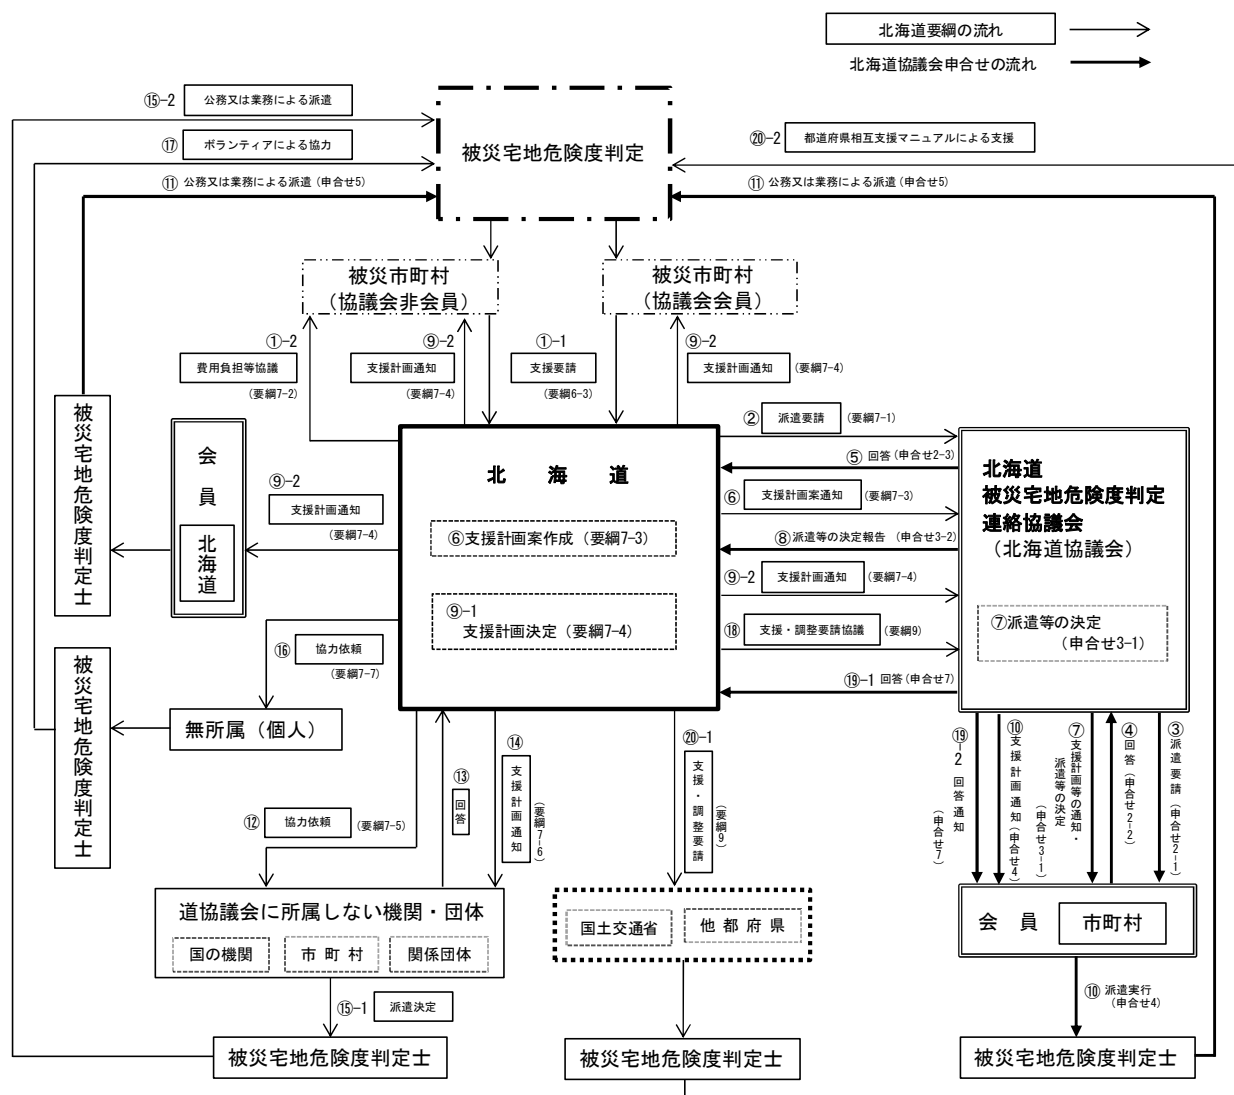 北海道要綱の流れ
北海道協議会申合せの流れ
⑮-2 公務又は業務による派遣
⑰ ボランティアによる協力
⑪ 公務又は業務による派遣(申合せ5)
被災宅地危険度判定
⑳-2 都道府県相互支援マニュアルによる支援
⑪ 公務又は業務による派遣(申合せ5)
被災市町村
(協議会非会員)
被災市町村
(協議会会員)
①-2
費用負担等協議
(要綱7-2)
⑨-2
支援計画通知
(要綱7-4)
①-1
支援要請
(要綱6-3)
⑨-2
支援計画通知 (要綱7-4)
被災宅地危険度判定士
会員
北海道
⑨-2
支援計画通知
(要綱7-4)
北 海 道
⑥支援計画案作成(要綱7-3)
⑨-1
支援計画決定(要綱7-4)
② 派遣要請 (要綱7-1)
⑤ 回答(申合せ2-3)
⑥ 支援計画案通知 (要綱7-3)
⑧ 派遣等の決定報告 (申合せ3-2)
⑨-2 支援計画通知 (要綱7-4)
⑱ 支援・調整要請協議 (要綱9)
⑲-1 回答(申合せ7)
北海道
被災宅地危険度判定
連絡協議会
(北海道協議会)
⑦派遣等の決定
(申合せ3-1)
被災宅地危険度判定士
⑯ 協力依頼
(要綱7-7)
無所属(個人)
⑫ 協力依頼 (要綱7-5)
⑬ 回答
⑭ 支援計画通知 (要綱7-6)
⑳-1 支援・調整要請 (要綱9)
⑲-2 回答通知 (申合せ7)
⑩ 支援計画通知(申合せ4)
⑦ 支援計画等の通知・
派遣等の決定
(申合せ3-1)
④ 回答(申合せ2-2)
③ 派遣要請(申合せ2-1)
道協議会に所属しない機関・団体
国の機関 市町村 関係団体
国土交通省 他都府県
会員 市町村
⑮-1 派遣決定
⑩ 派遣実行
(申合せ4)
被災宅地危険度判定士
被災宅地危険度判定士
被災宅地危険度判定士